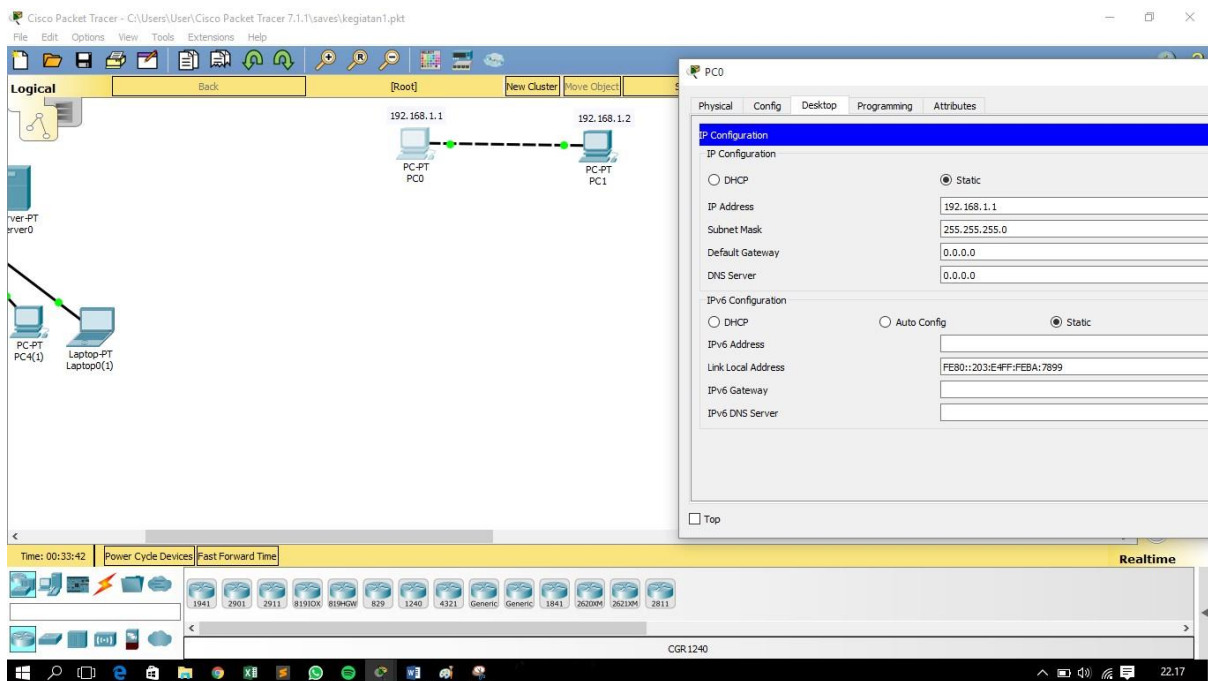 Cisco Packet Tracer - C:\Users\User\Cisco Packet Tracer 7.1.1\saves\kegiatan1.pkt
File Edit Options View Tools Extensions Help
Logical
Back
[Root]
New Cluster
Move Object
S
192.168.1.1
PC-PT
PC0
192.168.1.2
PC-PT
PC1
rver-PT
erver0
PC-PT
PC4(1)
Laptop-PT
Laptop0(1)
PC0
Physical Config Desktop Programming Attributes
IP Configuration
IP Configuration
DHCP Static
IP Address 192.168.1.1
Subnet Mask 255.255.255.0
Default Gateway 0.0.0.0
DNS Server 0.0.0.0
IPv6 Configuration
DHCP Auto Config Static
IPv6 Address
Link Local Address FE80::203:E4FF:FEBA:7899
IPv6 Gateway
IPv6 DNS Server
Top
Time: 00:33:42 Power Cycle Devices Fast Forward Time Realtime
1941 2901 2911 819IOX 819HGW 829 1240 4321 Generic Generic 1841 2620XM 2621XM 2811
CGR1240
22.17